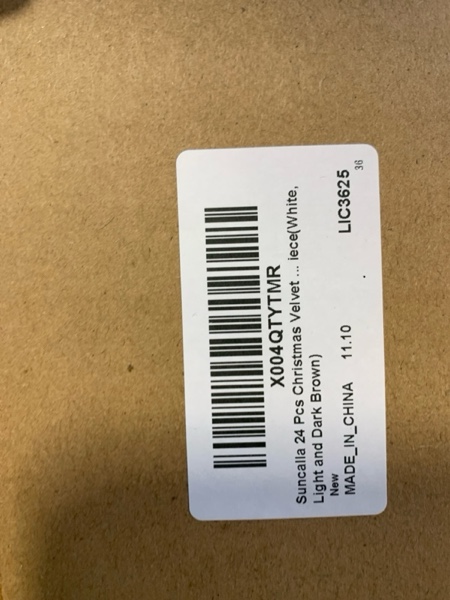 X004QTYTMR
Suncalla 24 Pcs Christmas Velvet ... iece(White,
Light and Dark Brown)
New
MADE_IN_CHINA 11.10 LIC3625
36